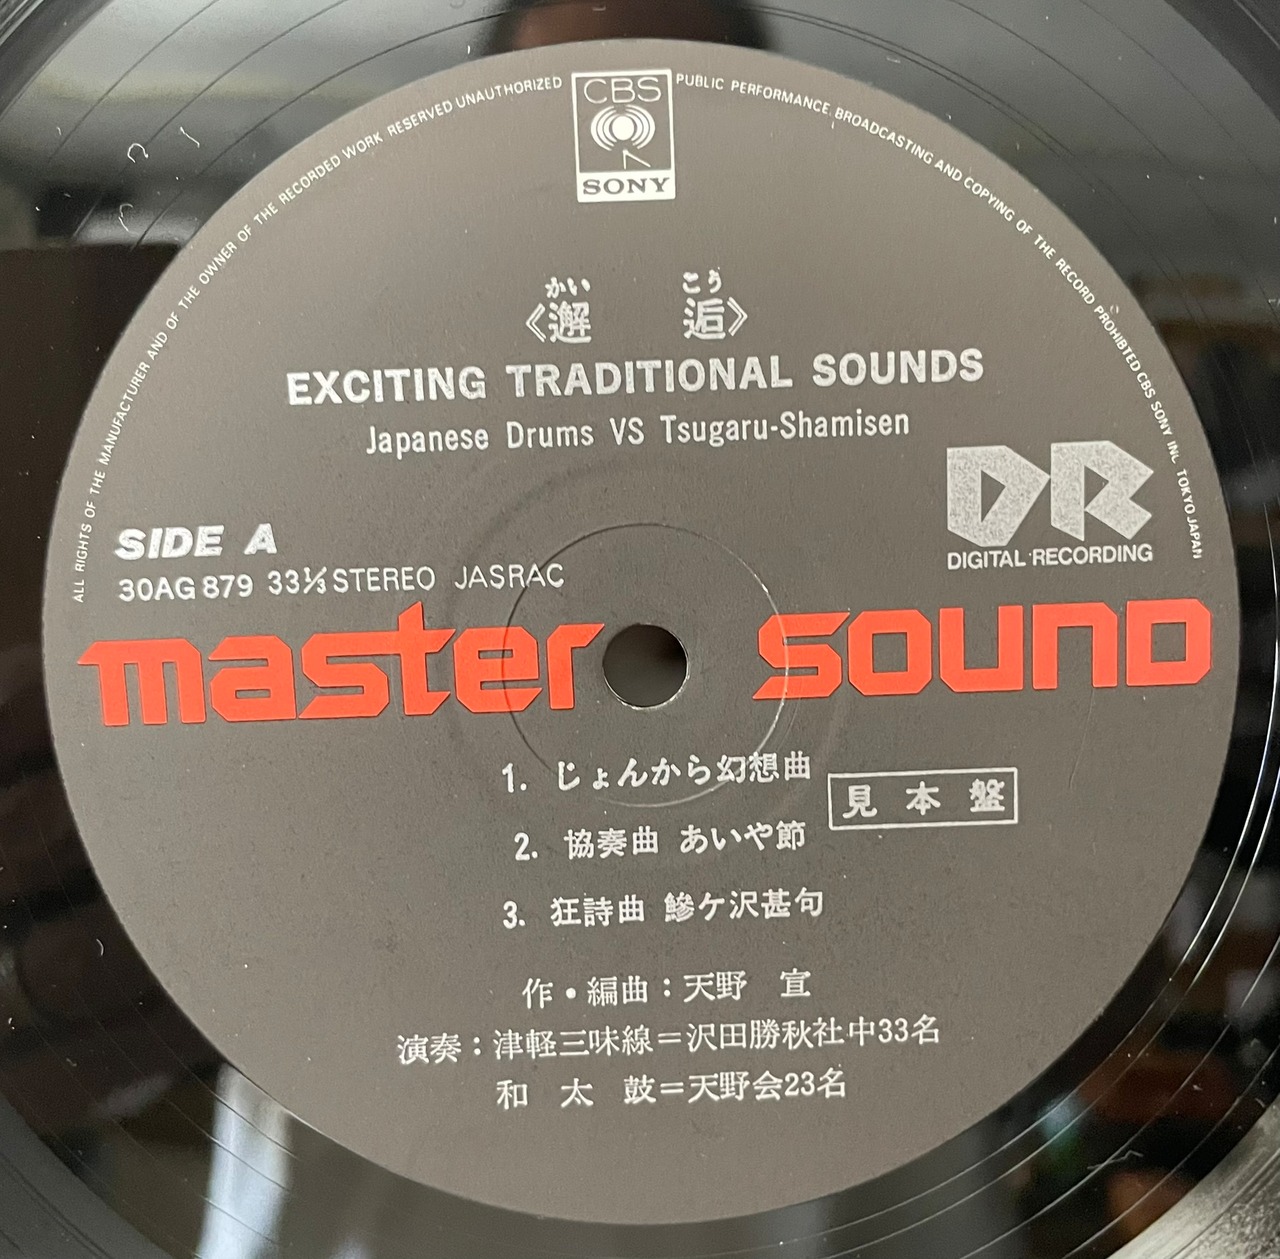 ALL RIGHTS OF THE MANUFACTURER AND OF THE OWNER OF THE RECORDED WORK RESERVED UNAUTHORIZED PUBLIC PERFORMANCE, BROADCASTING AND COPYING OF THE RECORD PROHIBITED CBS SONY INC. TOKYO JAPAN
CBS
SONY
かい こう
《邂 逅》
EXCITING TRADITIONAL SOUNDS
Japanese Drums VS Tsugaru-Shamisen
DR
DIGITAL RECORDING
SIDE A
30AG 879 33⅓ STEREO JASRAC
master sound
1. じょんから幻想曲
見本盤
2. 協奏曲 あいや節
3. 狂詩曲 鰺ケ沢甚句
作・編曲：天野 宣
演奏：津軽三味線＝沢田勝秋社中33名
和 太 鼓＝天野会23名